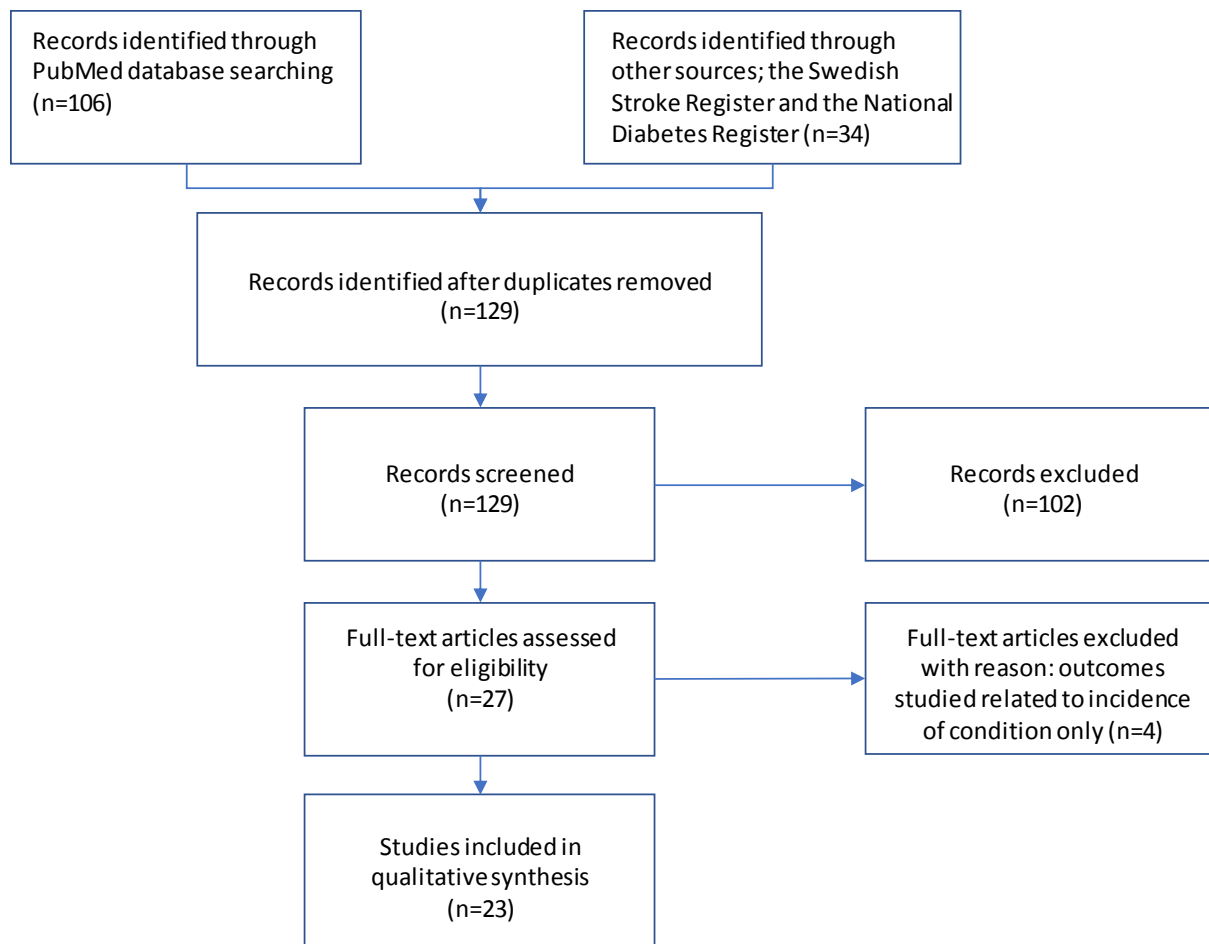 Records identified through
PubMed database searching
(n=106)
Records identified through
other sources; the Swedish
Stroke Register and the National
Diabetes Register (n=34)
Records identified after duplicates removed
(n=129)
Records screened
(n=129)
Records excluded
(n=102)
Full-text articles assessed
for eligibility
(n=27)
Full-text articles excluded
with reason: outcomes
studied related to incidence
of condition only (n=4)
Studies included in
qualitative synthesis
(n=23)